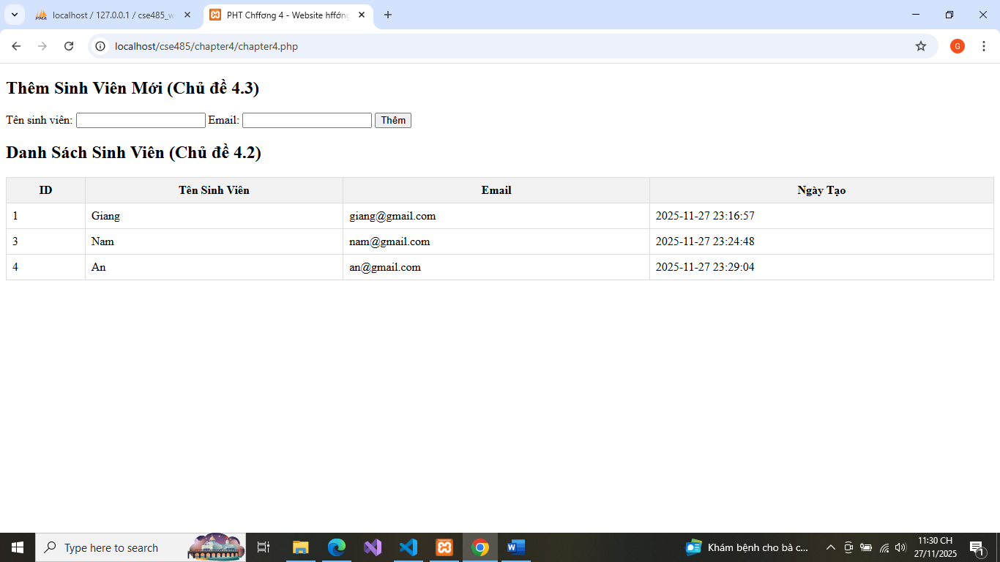 localhost / 127.0.0.1 / cse485_w
PHT Chffơng 4 - Website hffớng
localhost/cse485/chapter4/chapter4.php
G
Thêm Sinh Viên Mới (Chủ đề 4.3)
Tên sinh viên: Email: Thêm
Danh Sách Sinh Viên (Chủ đề 4.2)
ID Tên Sinh Viên Email Ngày Tạo
1 Giang giang@gmail.com 2025-11-27 23:16:57
3 Nam nam@gmail.com 2025-11-27 23:24:48
4 An an@gmail.com 2025-11-27 23:29:04
Type here to search
Khám bệnh cho bà c...
11:30 CH
27/11/2025
1